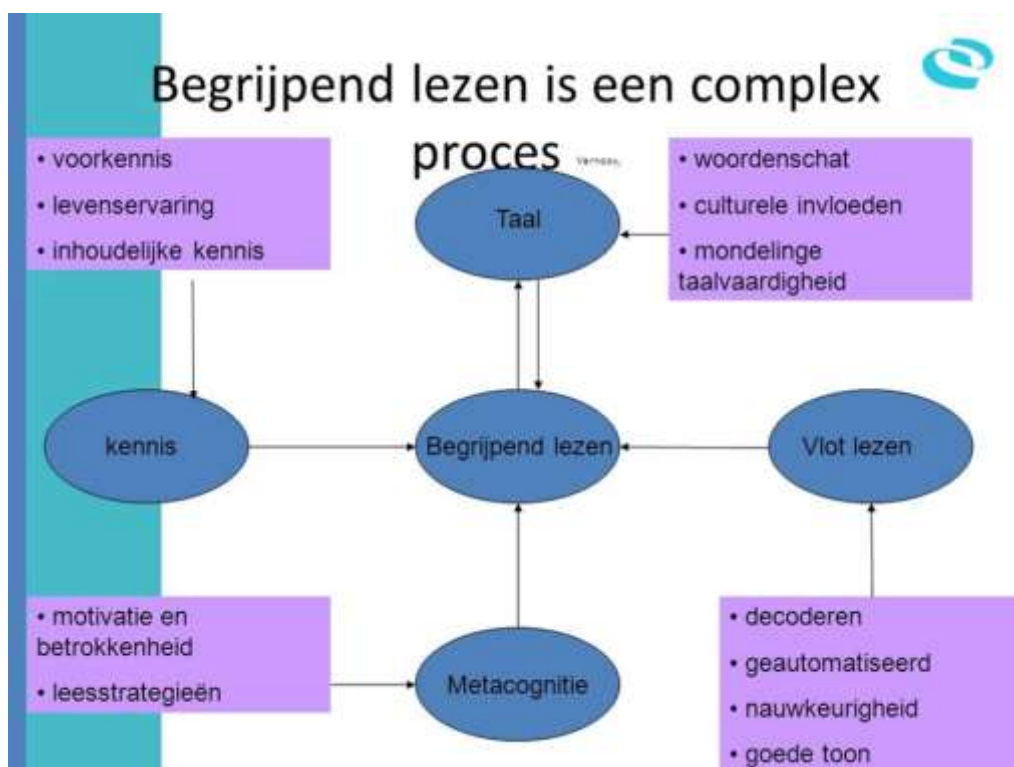 Begrijpend lezen is een complex
proces
• voorkennis
• levenservaring
• inhoudelijke kennis
• woordenschat
• culturele invloeden
• mondelinge
taalvaardigheid
Taal
kennis
Begrijpend lezen
Vlot lezen
• motivatie en
betrokkenheid
• leesstrategieën
Metacognitie
• decoderen
• geautomatiseerd
• nauwkeurigheid
• goede toon